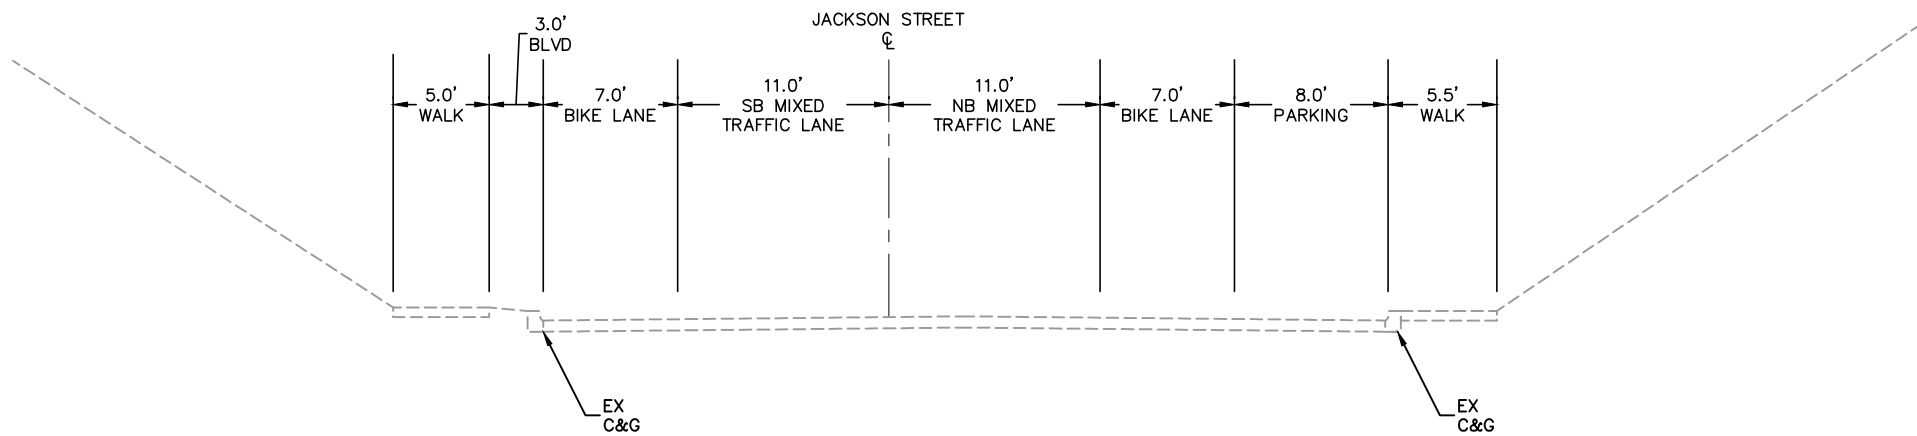 JACKSON STREET
℄
3.0'
BLVD
5.0'
WALK
7.0'
BIKE LANE
11.0'
SB MIXED
TRAFFIC LANE
11.0'
NB MIXED
TRAFFIC LANE
7.0'
BIKE LANE
8.0'
PARKING
5.5'
WALK
EX
C&G
EX
C&G